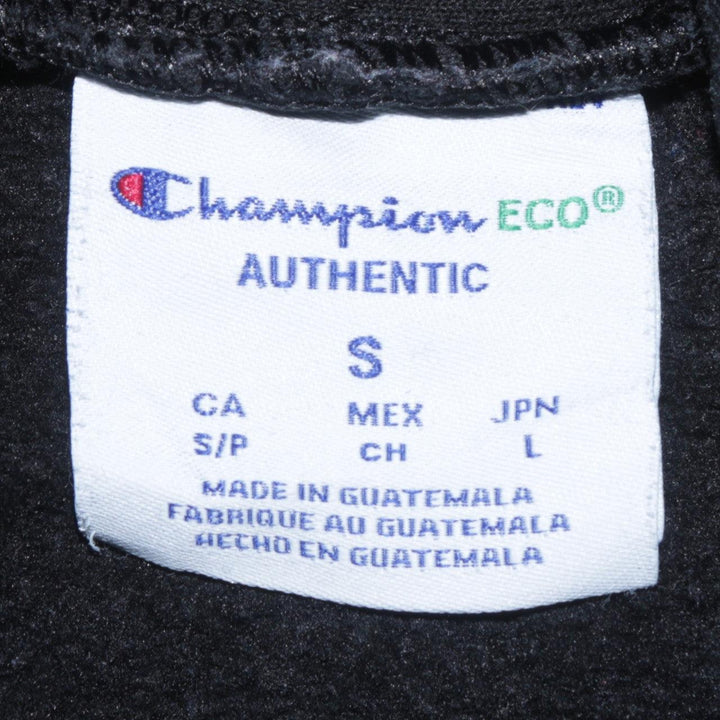 Champion ECO®
AUTHENTIC
S
CA MEX JPN
S/P CH L
MADE IN GUATEMALA
FABRIQUE AU GUATEMALA
HECHO EN GUATEMALA